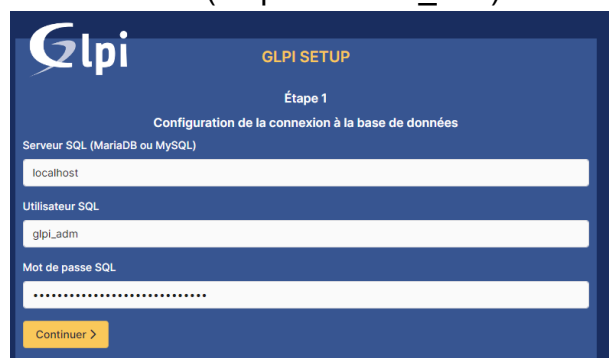 Glpi
GLPI SETUP
Étape 1
Configuration de la connexion à la base de données
Serveur SQL (MariaDB ou MySQL)
localhost
Utilisateur SQL
glpi_adm
Mot de passe SQL
•••••••••••••••••••••••••••••
Continuer >